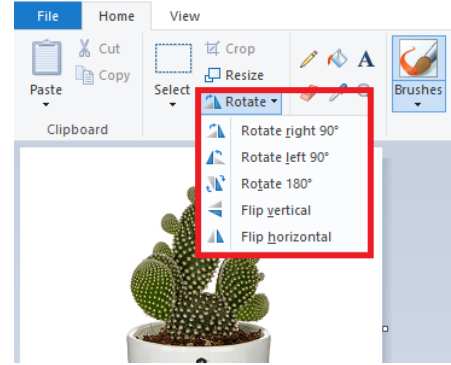 File Home View
Cut
Crop
Copy
Resize
Paste
Select
Rotate
Brushes
Clipboard
A
Rotate right 90°
Rotate left 90°
Rotate 180°
Flip vertical
Flip horizontal